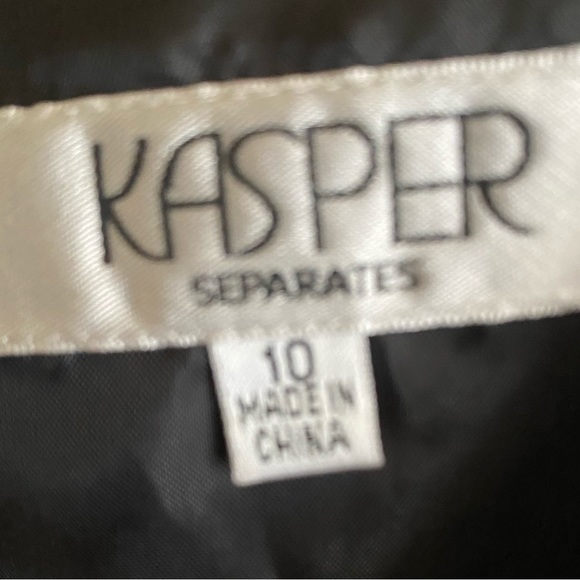 KASPER
SEPARATES
10
MADE IN
CHINA